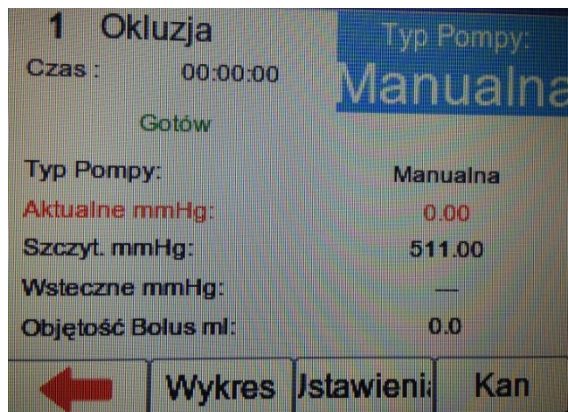 1 Okluzja
Typ Pompy:
Manualna
Czas : 00:00:00
Gotów
Typ Pompy: Manualna
Aktualne mmHg: 0.00
Szczyt. mmHg: 511.00
Wsteczne mmHg: ---
Objętość Bolus ml: 0.0
Wykres Jstawieni Kan